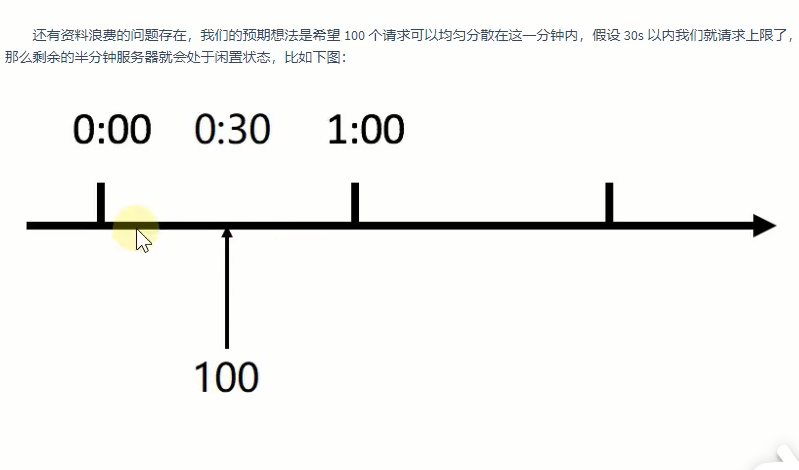 还有资料浪费的问题存在，我们的预期想法是希望 100 个请求可以均匀分散在这一分钟内，假设 30s 以内我们就请求上限了，
那么剩余的半分钟服务器就会处于闲置状态，比如下图：
0:00 0:30 1:00
100